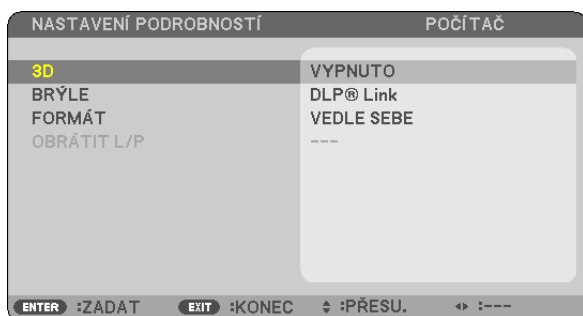 NASTAVENÍ PODROBNOSTÍ POČÍTAČ
3D VYPNUTO
BRÝLE DLP® Link
FORMÁT VEDLE SEBE
OBRÁTIT L/P ---
ENTER :ZADAT EXIT :KONEC :PŘESU. :---